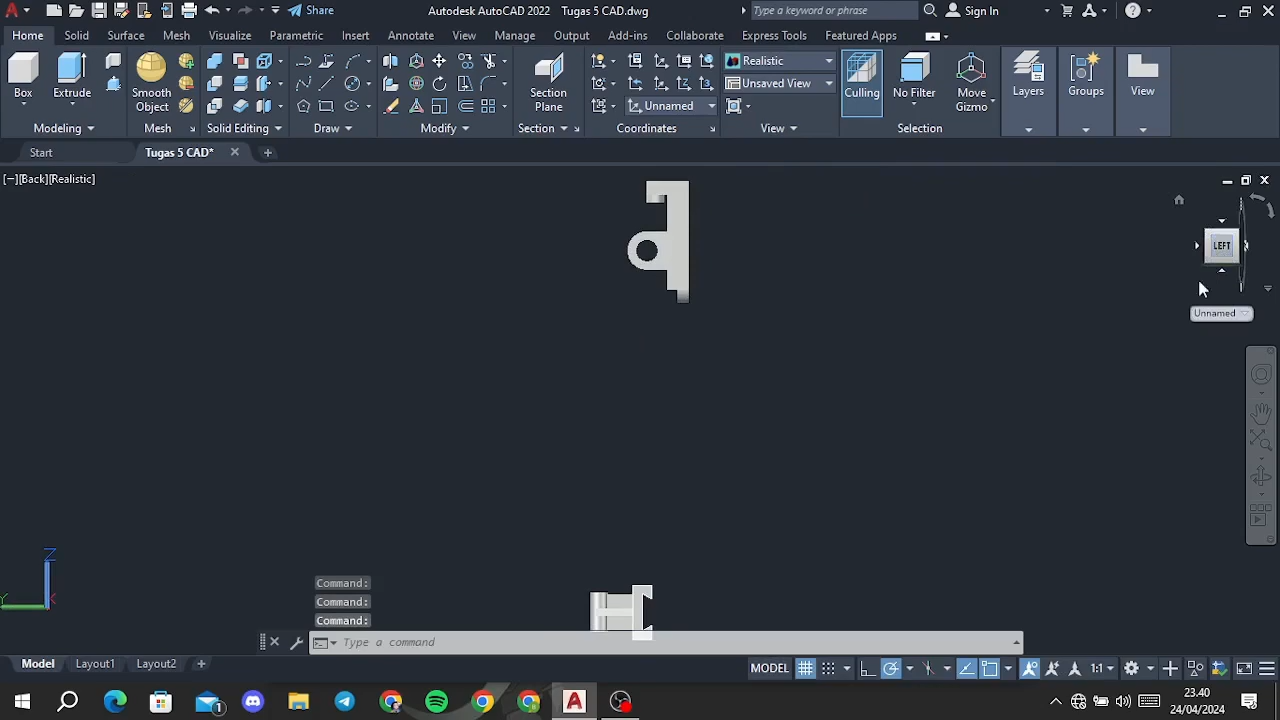 Share
Autodesk AutoCAD 2022
Tugas 5 CAD.dwg
Type a keyword or phrase
Sign In
Home
Solid
Surface
Mesh
Visualize
Parametric
Insert
Annotate
View
Manage
Output
Add-ins
Collaborate
Express Tools
Featured Apps
Box
Extrude
Smooth
Object
Section
Plane
Realistic
Unsaved View
Unnamed
Culling
No Filter
Move
Gizmo
Layers
Groups
View
Modeling
Mesh
Solid Editing
Draw
Modify
Section
Coordinates
View
Selection
Start
Tugas 5 CAD*
[−][Back][Realistic]
LEFT
Unnamed
Z
Y
X
Command:
Command:
Command:
Type a command
Model
Layout1
Layout2
MODEL
1:1
1
23.40
24/04/2024